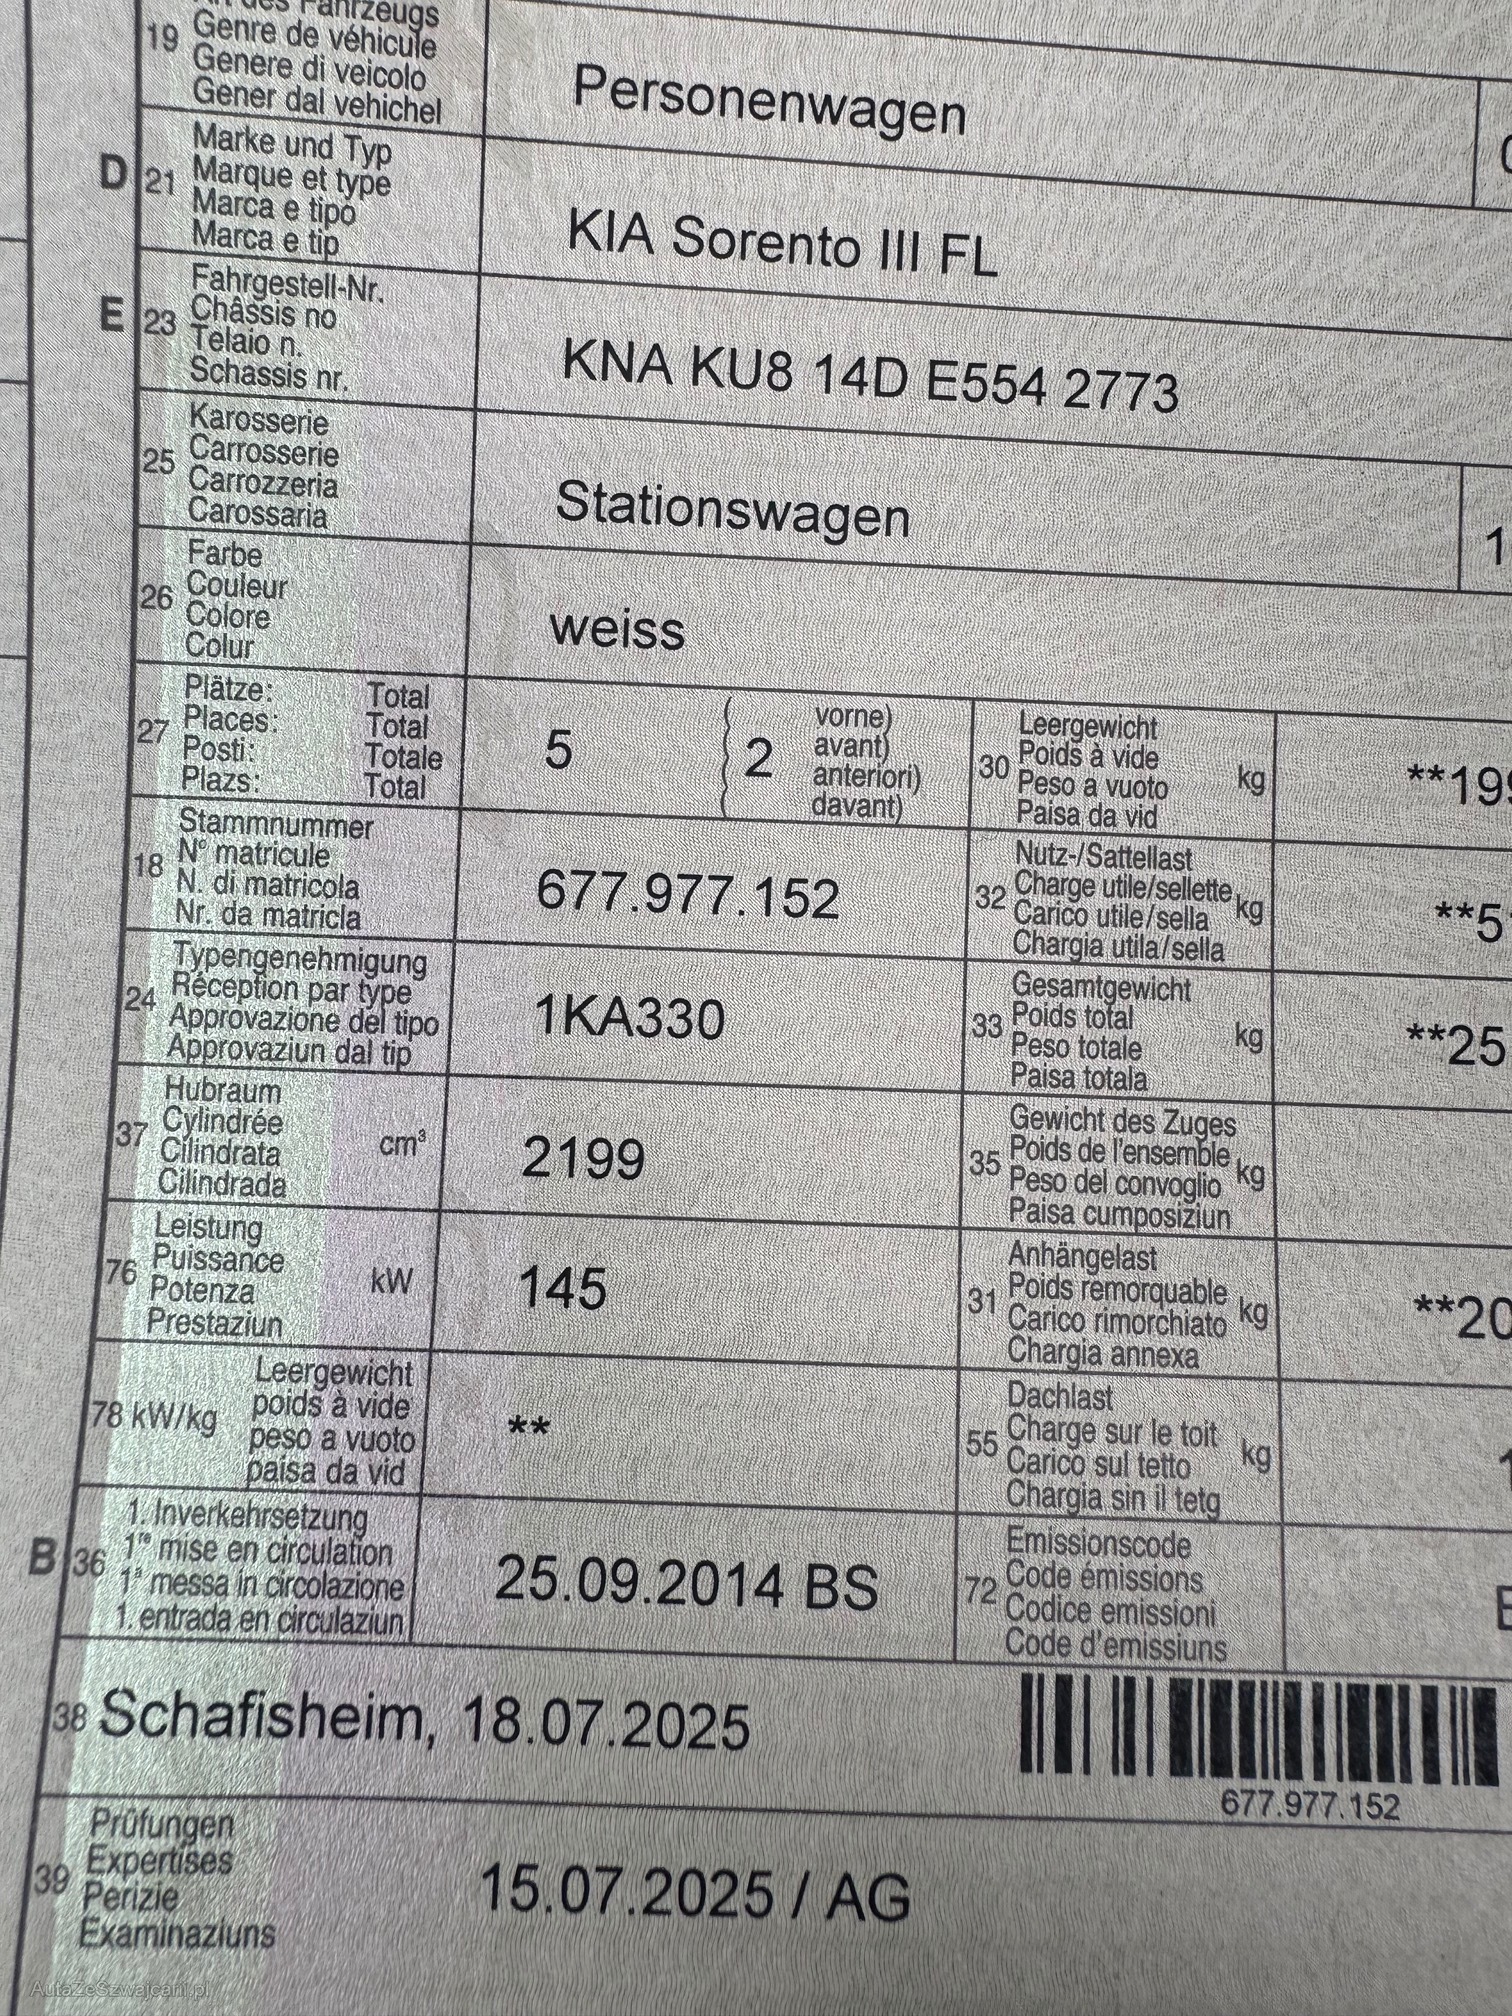 19 Genre de véhicule
Genere di veicolo
Gener dal vehichel
Personenwagen
D 21 Marke und Typ
Marque et type
Marca e tipo
Marca e tip
KIA Sorento III FL
E 23 Fahrgestell-Nr.
Châssis no
Telaio n.
Schassis nr.
KNA KU8 14D E554 2773
25 Karosserie
Carrosserie
Carrozzeria
Carossaria
Stationswagen
1
26 Farbe
Couleur
Colore
Colur
weiss
27 Plätze: Total
Places: Total
Posti: Totale
Plazs: Total
5 ( 2 vorne)
avant)
anteriori)
davant)
30 Leergewicht
Poids à vide
Peso a vuoto
Paisa da vid
kg **19
18 Stammnummer
N° matricule
N. di matricola
Nr. da matricla
677.977.152
32 Nutz-/Sattellast
Charge utile/sellette
Carico utile/sella
Chargia utila/sella
kg **5
24 Typengenehmigung
Réception par type
Approvazione del tipo
Approvaziun dal tip
1KA330
33 Gesamtgewicht
Poids total
Peso totale
Paisa totala
kg **25
37 Hubraum
Cylindrée
Cilindrata
Cilindrada
cm³ 2199
35 Gewicht des Zuges
Poids de l'ensemble
Peso del convoglio
Paisa cumposiziun
kg
76 Leistung
Puissance
Potenza
Prestaziun
kW 145
31 Anhängelast
Poids remorquable
Carico rimorchiato
Chargia annexa
kg **20
78 kW/kg Leergewicht
poids à vide
peso a vuoto
paisa da vid
**
55 Dachlast
Charge sur le toit
Carico sul tetto
Chargia sin il tetg
kg
B 36 1. Inverkehrsetzung
1re mise en circulation
1a messa in circolazione
1. entrada en circulaziun
25.09.2014 BS
72 Emissionscode
Code émissions
Codice emissioni
Code d'emissiuns
38 Schafisheim, 18.07.2025
677.977.152
39 Prüfungen
Expertises
Perizie
Examinaziuns
15.07.2025 / AG
AutaZeSzwajcarii.pl